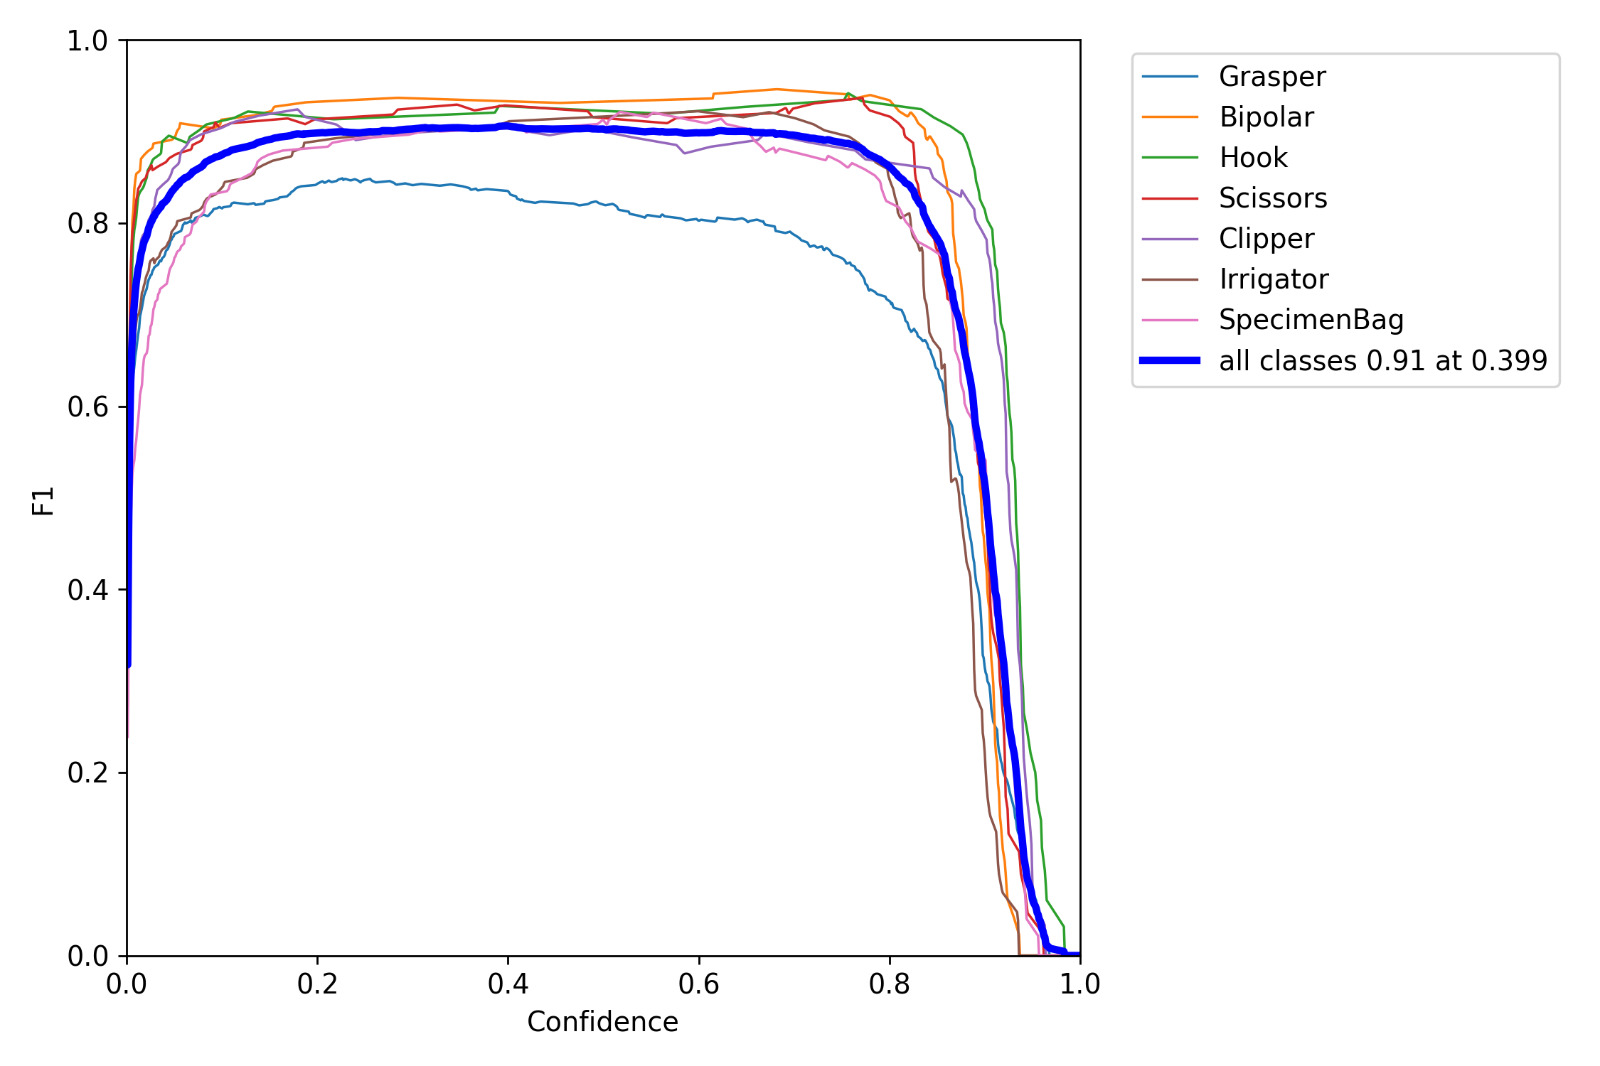 1.0
0.8
0.6
0.4
0.2
0.0
F1
0.0 0.2 0.4 0.6 0.8 1.0
Confidence
Grasper
Bipolar
Hook
Scissors
Clipper
Irrigator
SpecimenBag
all classes 0.91 at 0.399